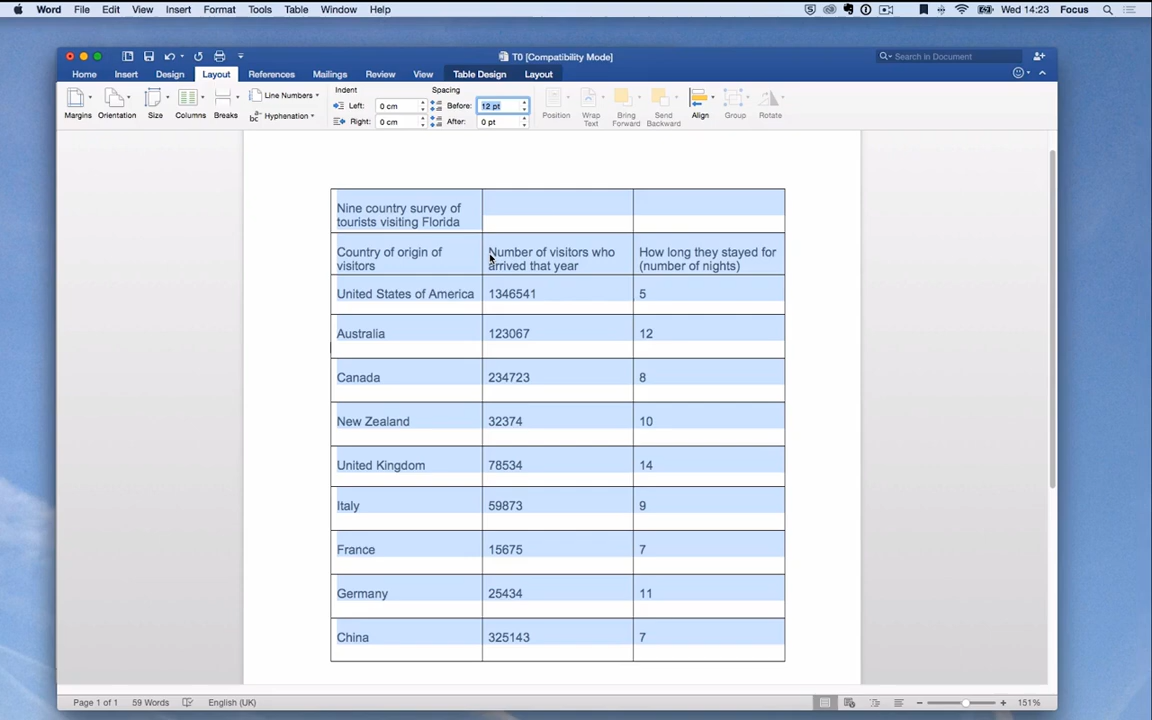 Word File Edit View Insert Format Tools Table Window Help Wed 14:23 Focus
T0 [Compatibility Mode] Search in Document
Home Insert Design Layout References Mailings Review View Table Design Layout
Indent Spacing
Margins Orientation Size Columns Breaks Line Numbers Hyphenation
Left: 0 cm Before: 12 pt
Right: 0 cm After: 0 pt
Position Wrap Text Bring Forward Send Backward Align Group Rotate
Nine country survey of
tourists visiting Florida
Country of origin of
visitors
Number of visitors who
arrived that year
How long they stayed for
(number of nights)
United States of America 1346541 5
Australia 123067 12
Canada 234723 8
New Zealand 32374 10
United Kingdom 78534 14
Italy 59873 9
France 15675 7
Germany 25434 11
China 325143 7
Page 1 of 1 59 Words English (UK) 151%